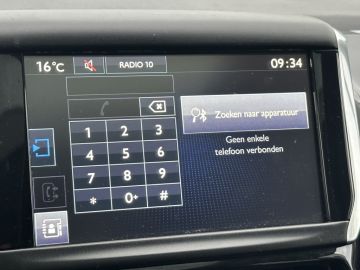 16°C
RADIO 10
09:34
Zoeken naar apparatuur
Geen enkele
telefoon verbonden
1 2 3
4 5 6
7 8 9
* 0+ #